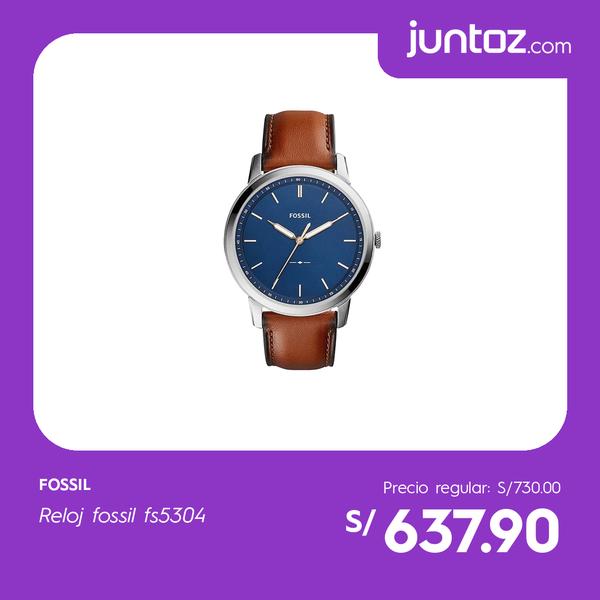 juntoz.com
FOSSIL
FOSSIL
Reloj fossil fs5304
Precio regular: S/730.00
S/ 637.90